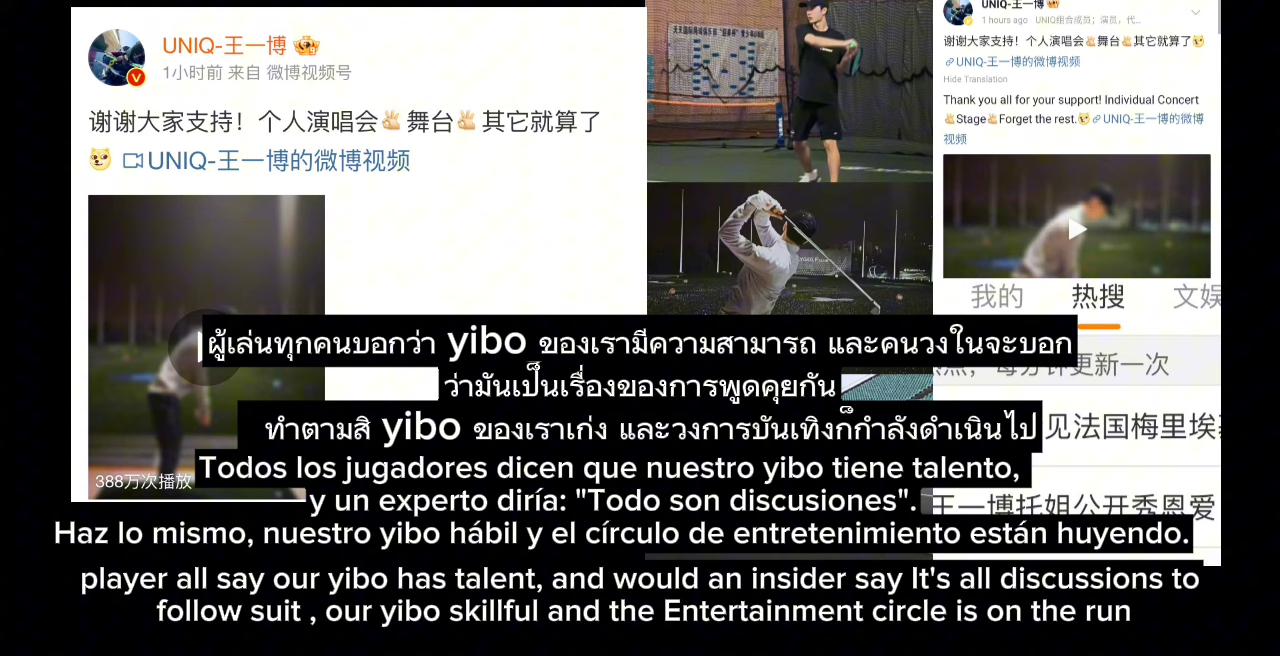 UNIQ-王一博
1小时前 来自 微博视频号
谢谢大家支持！个人演唱会✌🏻舞台✌🏻其它就算了
UNIQ-王一博的微博视频
388万次播放
UNIQ-王一博
1 hours ago UNIQ组合成员；演员，代...
谢谢大家支持！个人演唱会✌🏻舞台✌🏻其它就算了
UNIQ-王一博的微博视频
Hide Translation
Thank you all for your support! Individual Concert
✌🏻Stage✌🏻Forget the rest. UNIQ-王一博的微博
视频
我的 热搜 文娱
每分钟更新一次
见法国梅里埃
王一博托姐公开秀恩爱
ผู้เล่นทุกคนบอกว่า yibo ของเรามีความสามารถ และคนวงในจะบอก
ว่ามันเป็นเรื่องของการพูดคุยกัน
ทำตามสิ yibo ของเราเก่ง และวงการบันเทิงก็กำลังดำเนินไป
Todos los jugadores dicen que nuestro yibo tiene talento,
y un experto diría: "Todo son discusiones".
Haz lo mismo, nuestro yibo hábil y el círculo de entretenimiento están huyendo.
player all say our yibo has talent, and would an insider say It's all discussions to
follow suit , our yibo skillful and the Entertainment circle is on the run